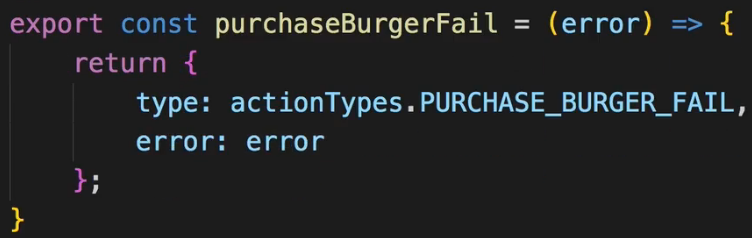 export const purchaseBurgerFail = (error) => {
    return {
        type: actionTypes.PURCHASE_BURGER_FAIL,
        error: error
    };
}